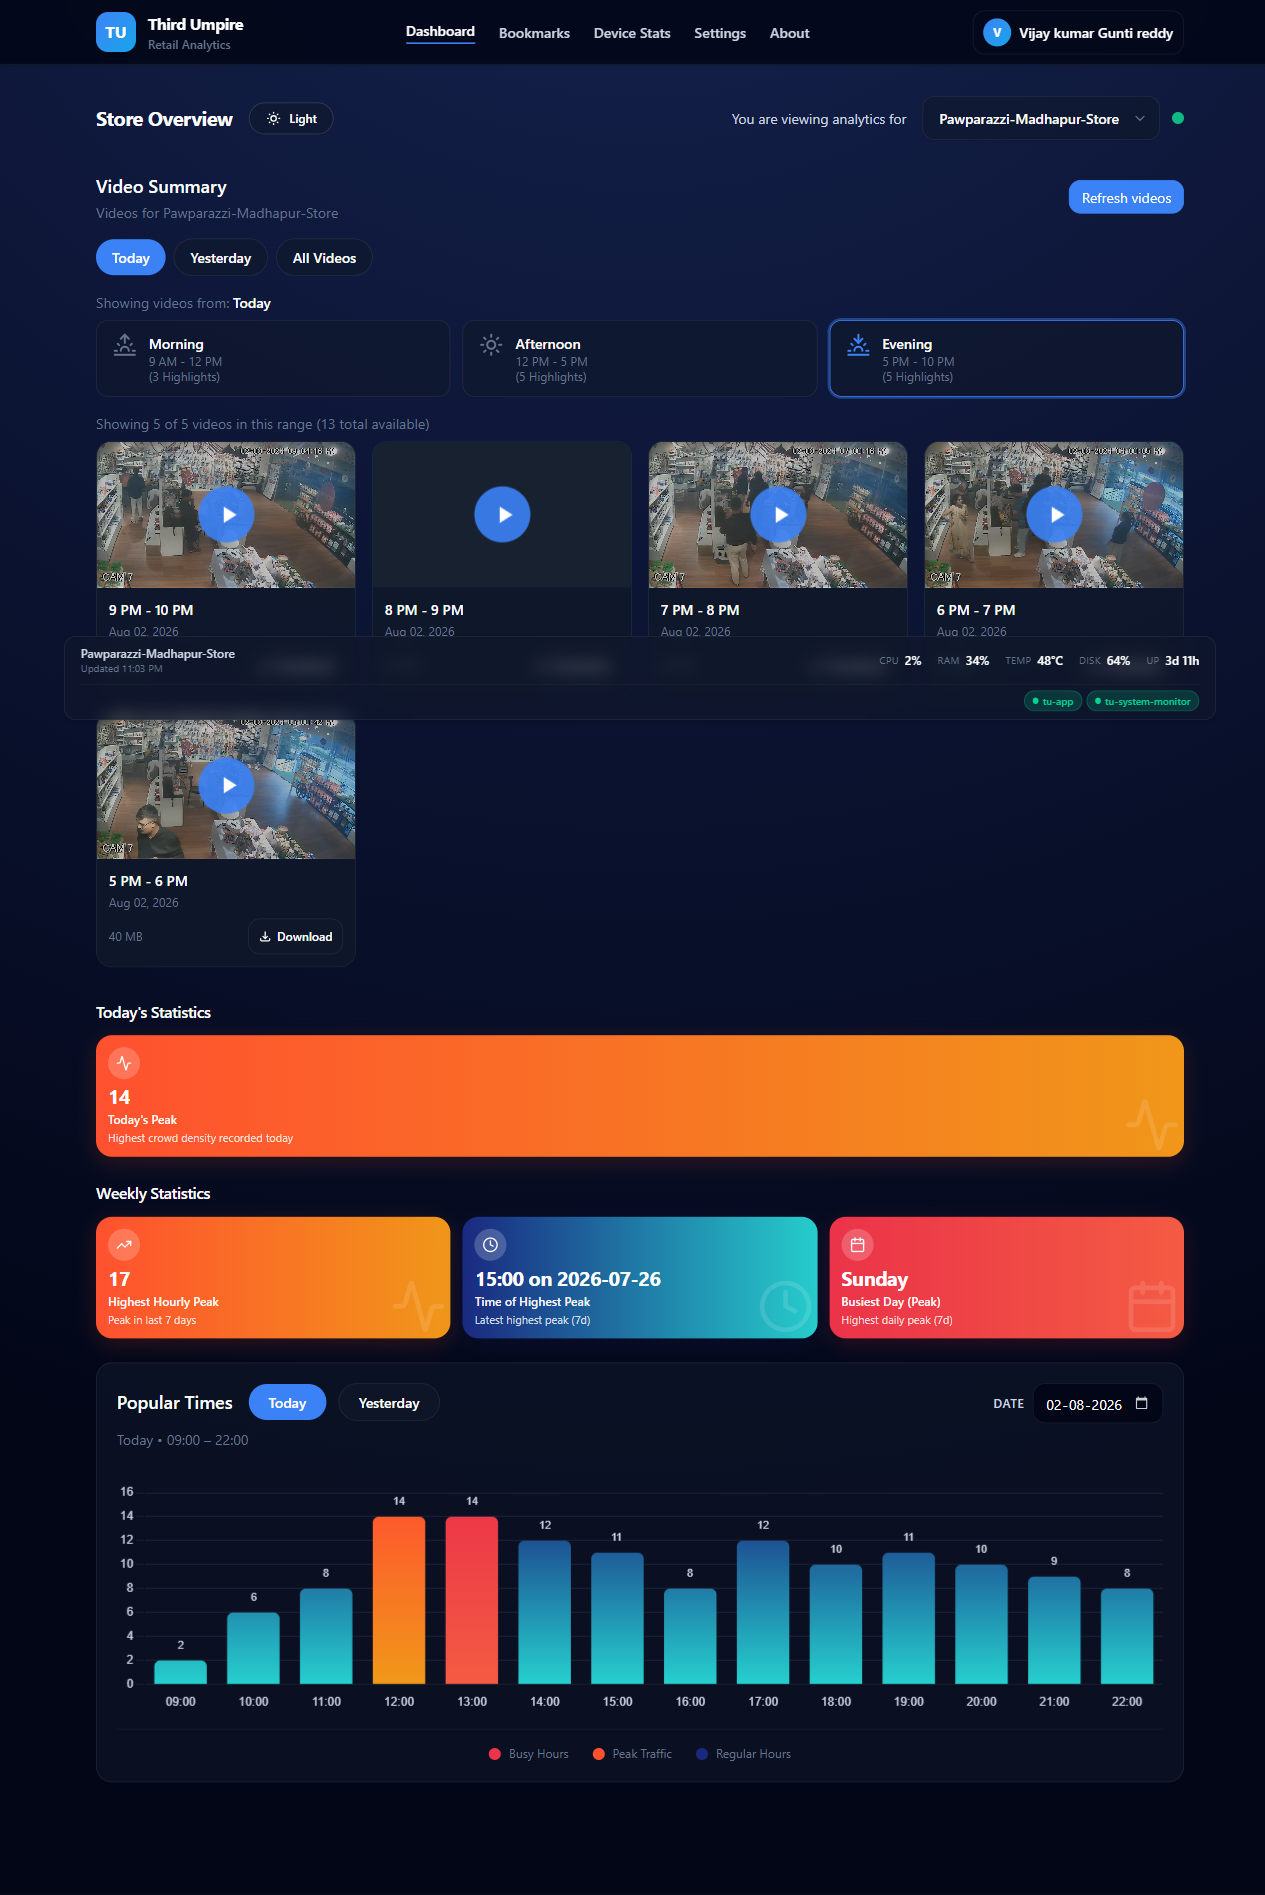 TU
Third Umpire
Retail Analytics
Dashboard
Bookmarks
Device Stats
Settings
About
V
Vijay kumar Gunti reddy
Store Overview
Light
You are viewing analytics for
Pawparazzi-Madhapur-Store
Video Summary
Videos for Pawparazzi-Madhapur-Store
Refresh videos
Today
Yesterday
All Videos
Showing videos from: Today
Morning
9 AM - 12 PM
(3 Highlights)
Afternoon
12 PM - 5 PM
(5 Highlights)
Evening
5 PM - 10 PM
(5 Highlights)
Showing 5 of 5 videos in this range (13 total available)
CAM 7
CAM 7
CAM 7
9 PM - 10 PM
8 PM - 9 PM
7 PM - 8 PM
6 PM - 7 PM
Aug 02, 2026
Aug 02, 2026
Aug 02, 2026
Aug 02, 2026
Pawparazzi-Madhapur-Store
Updated 11:03 PM
CPU 2%
RAM 34%
TEMP 48°C
DISK 64%
UP 3d 11h
tu-app
tu-system-monitor
CAM 7
5 PM - 6 PM
Aug 02, 2026
40 MB
Download
Today's Statistics
14
Today's Peak
Highest crowd density recorded today
Weekly Statistics
17
Highest Hourly Peak
Peak in last 7 days
15:00 on 2026-07-26
Time of Highest Peak
Latest highest peak (7d)
Sunday
Busiest Day (Peak)
Highest daily peak (7d)
Popular Times
Today
Yesterday
DATE
02-08-2026
Today • 09:00 – 22:00
16
14
12
10
8
6
4
2
0
2
6
8
14
14
12
11
8
12
10
11
10
9
8
09:00
10:00
11:00
12:00
13:00
14:00
15:00
16:00
17:00
18:00
19:00
20:00
21:00
22:00
Busy Hours
Peak Traffic
Regular Hours